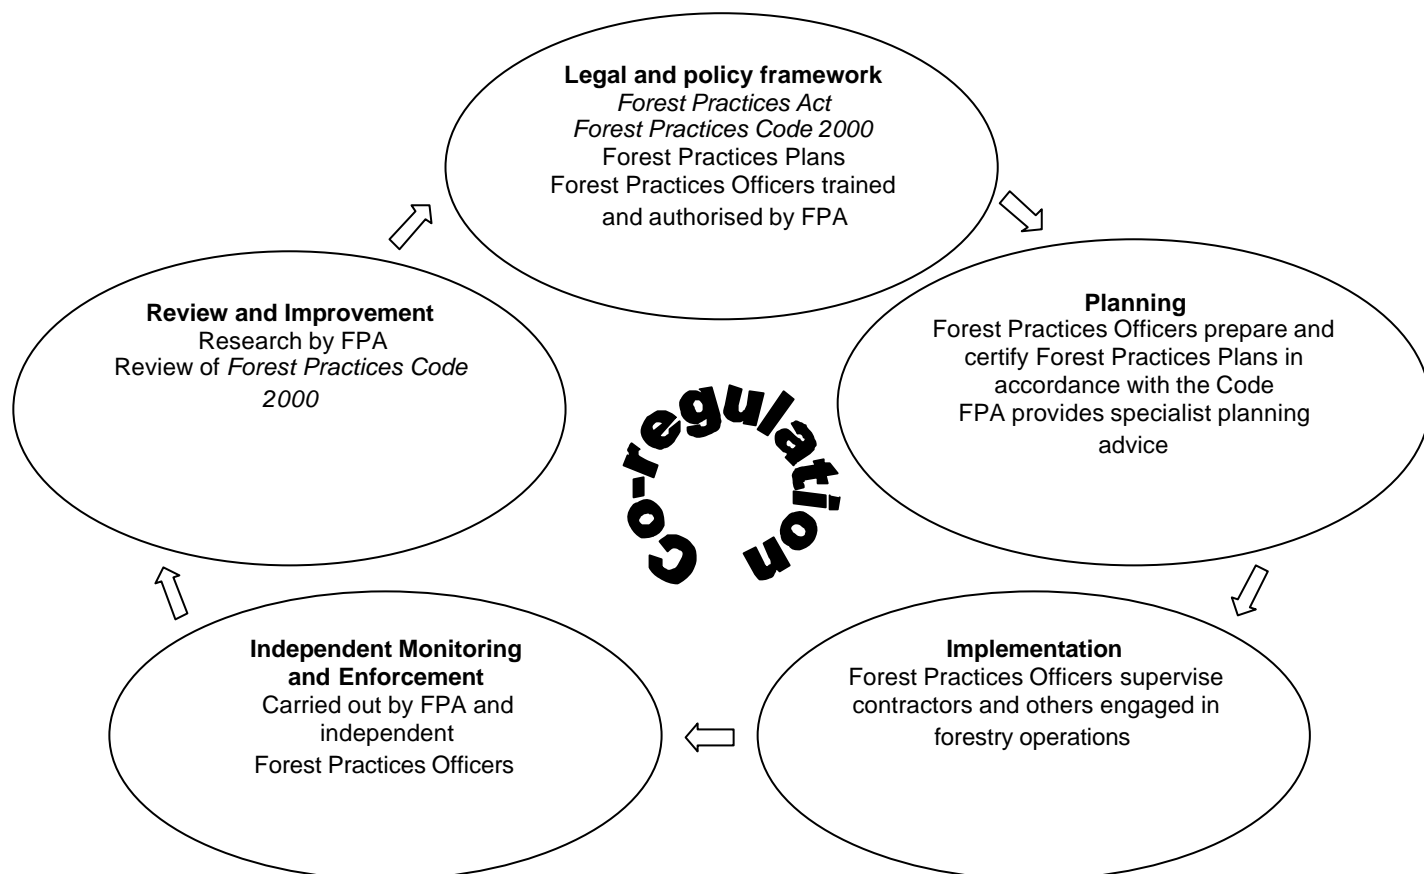 Legal and policy framework
Forest Practices Act
Forest Practices Code 2000
Forest Practices Plans
Forest Practices Officers trained
and authorised by FPA
Planning
Forest Practices Officers prepare and
certify Forest Practices Plans in
accordance with the Code
FPA provides specialist planning
advice
Implementation
Forest Practices Officers supervise
contractors and others engaged in
forestry operations
Independent Monitoring
and Enforcement
Carried out by FPA and
independent
Forest Practices Officers
Review and Improvement
Research by FPA
Review of Forest Practices Code
2000
Co-regulation